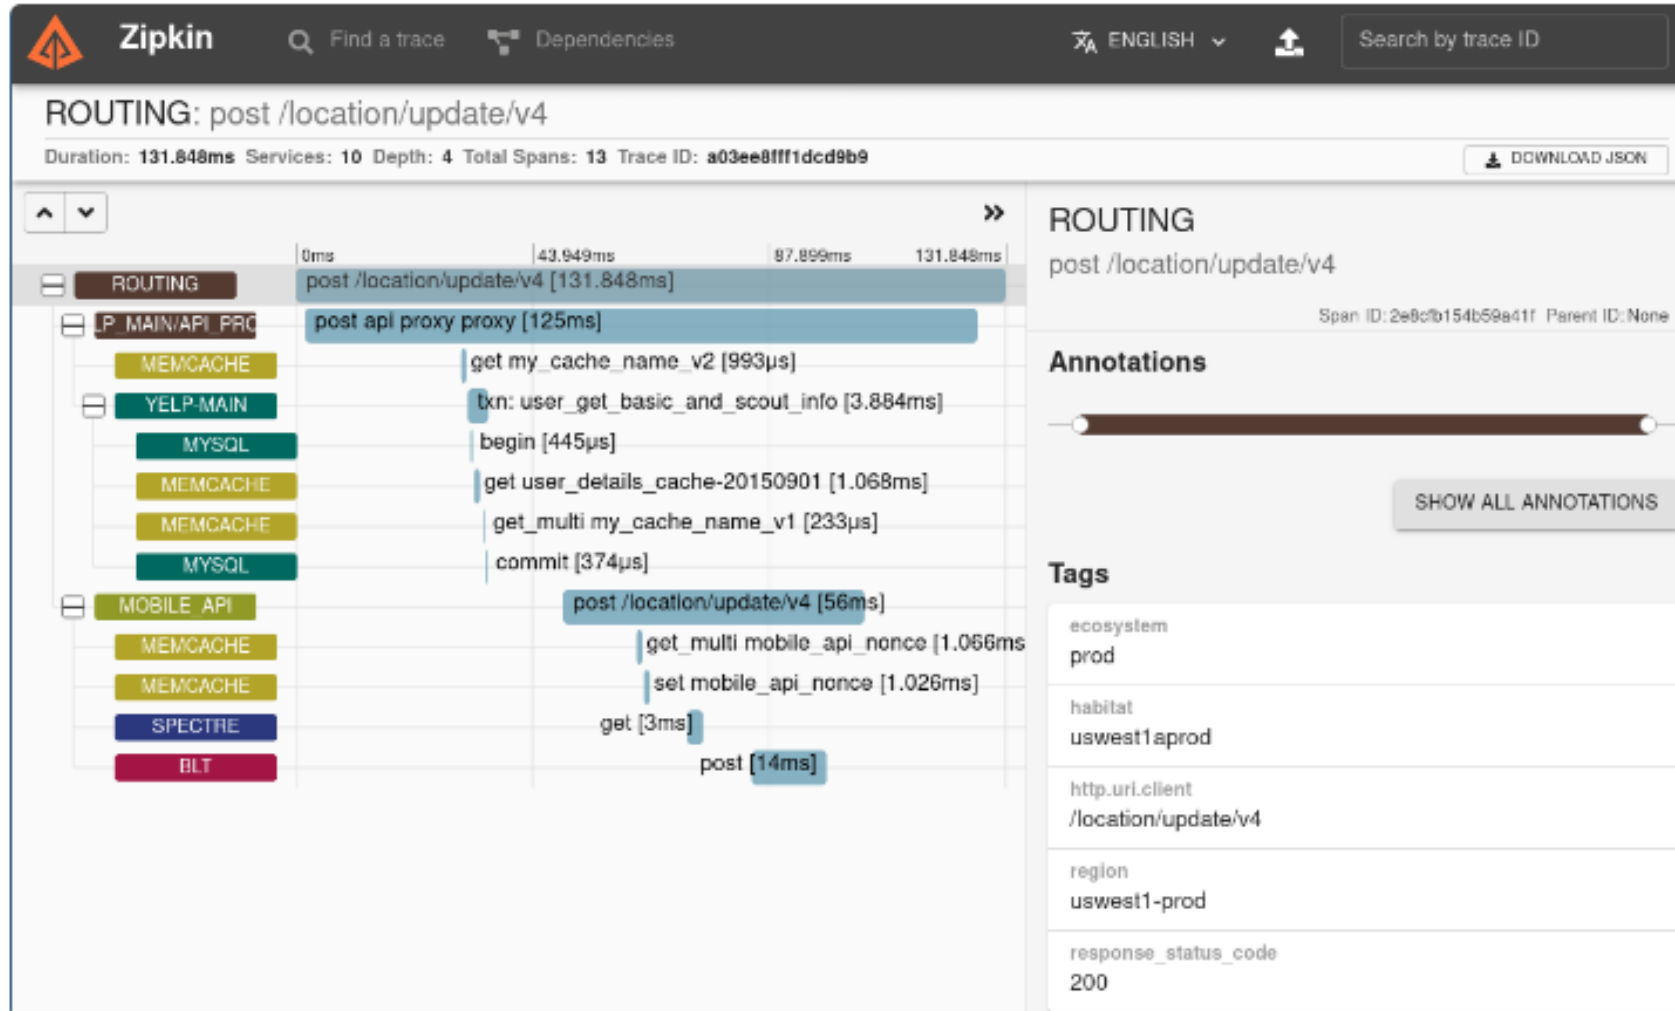 Zipkin Find a trace Dependencies ENGLISH Search by trace ID
ROUTING: post /location/update/v4
Duration: 131.848ms Services: 10 Depth: 4 Total Spans: 13 Trace ID: a03ee8fff1dcd9b9
DOWNLOAD JSON
0ms 43.949ms 87.899ms 131.848ms
ROUTING post /location/update/v4 [131.848ms]
LP_MAIN/API_PRO post api proxy proxy [125ms]
MEMCACHE get my_cache_name_v2 [993µs]
YELP-MAIN txn: user_get_basic_and_scout_info [3.884ms]
MYSQL begin [445µs]
MEMCACHE get user_details_cache-20150901 [1.068ms]
MEMCACHE get_multi my_cache_name_v1 [233µs]
MYSQL commit [374µs]
MOBILE_API post /location/update/v4 [56ms]
MEMCACHE get_multi mobile_api_nonce [1.066ms
MEMCACHE set mobile_api_nonce [1.026ms]
SPECTRE get [3ms]
BLT post [14ms]
ROUTING
post /location/update/v4
Span ID: 2e8cfb154b59a41f Parent ID: None
Annotations
SHOW ALL ANNOTATIONS
Tags
ecosystem
prod
habitat
uswest1aprod
http.uri.client
/location/update/v4
region
uswest1-prod
response_status_code
200